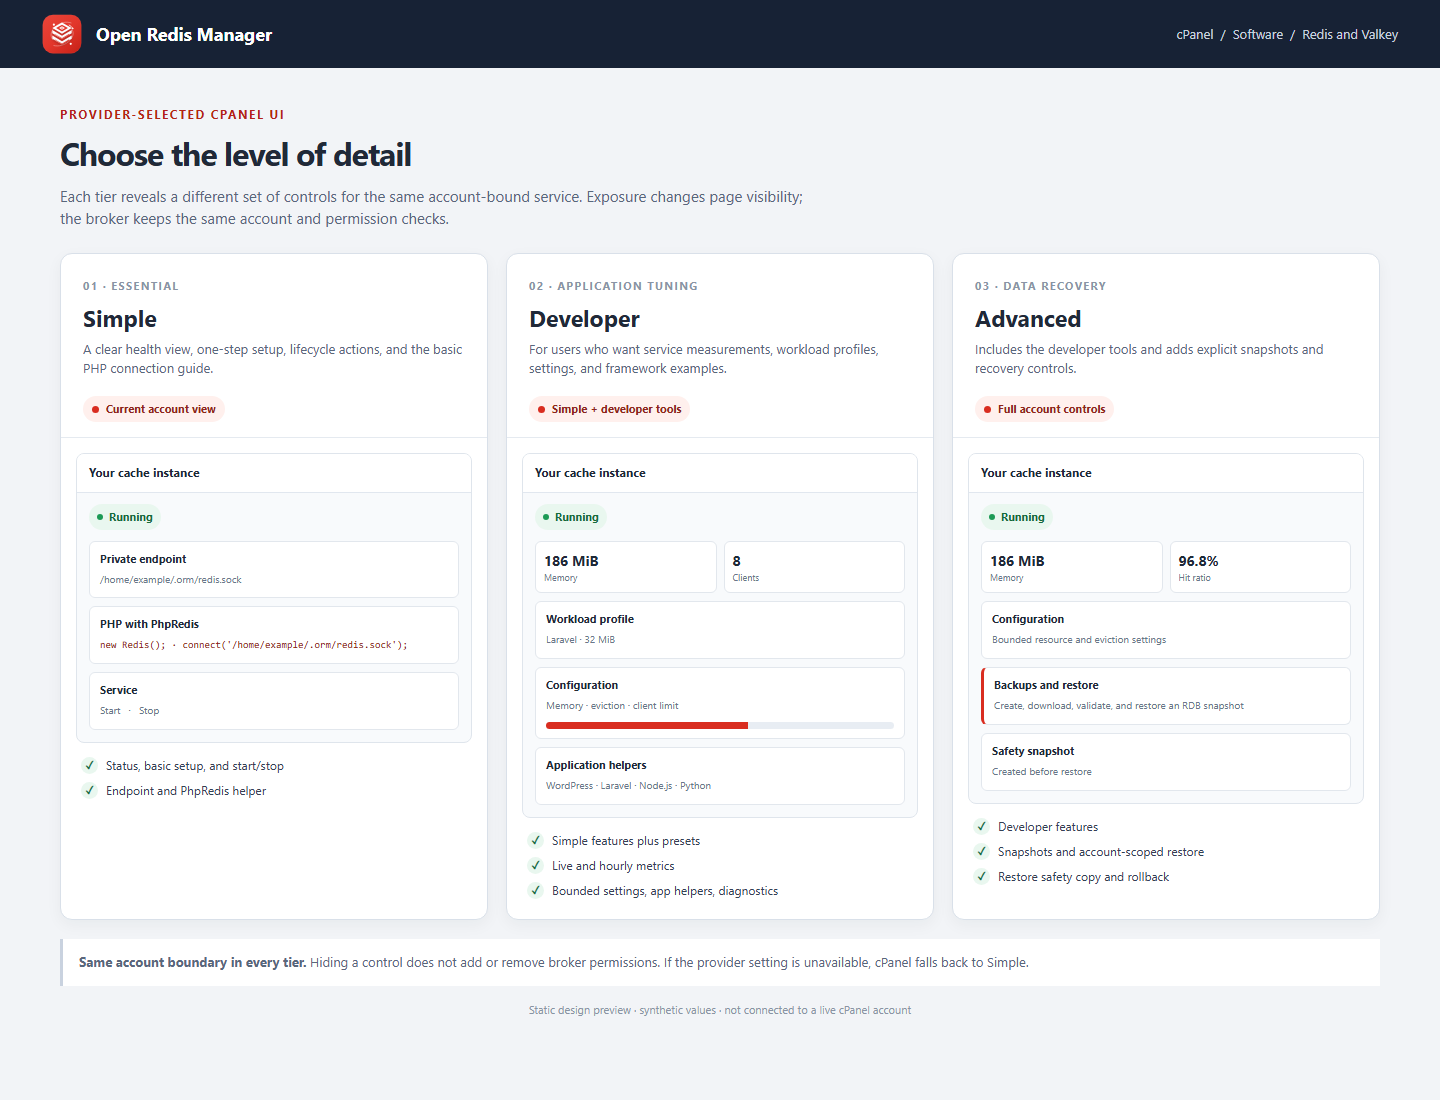 Open Redis Manager
cPanel / Software / Redis and Valkey
PROVIDER-SELECTED CPANEL UI
Choose the level of detail
Each tier reveals a different set of controls for the same account-bound service. Exposure changes page visibility;
the broker keeps the same account and permission checks.
01 · ESSENTIAL
Simple
A clear health view, one-step setup, lifecycle actions, and the basic
PHP connection guide.
Current account view
Your cache instance
Running
Private endpoint
/home/example/.orm/redis.sock
PHP with PhpRedis
new Redis(); · connect('/home/example/.orm/redis.sock');
Service
Start · Stop
✓ Status, basic setup, and start/stop
✓ Endpoint and PhpRedis helper
02 · APPLICATION TUNING
Developer
For users who want service measurements, workload profiles,
settings, and framework examples.
Simple + developer tools
Your cache instance
Running
186 MiB
Memory
8
Clients
Workload profile
Laravel · 32 MiB
Configuration
Memory · eviction · client limit
Application helpers
WordPress · Laravel · Node.js · Python
✓ Simple features plus presets
✓ Live and hourly metrics
✓ Bounded settings, app helpers, diagnostics
03 · DATA RECOVERY
Advanced
Includes the developer tools and adds explicit snapshots and
recovery controls.
Full account controls
Your cache instance
Running
186 MiB
Memory
96.8%
Hit ratio
Configuration
Bounded resource and eviction settings
Backups and restore
Create, download, validate, and restore an RDB snapshot
Safety snapshot
Created before restore
✓ Developer features
✓ Snapshots and account-scoped restore
✓ Restore safety copy and rollback
Same account boundary in every tier. Hiding a control does not add or remove broker permissions. If the provider setting is unavailable, cPanel falls back to Simple.
Static design preview · synthetic values · not connected to a live cPanel account